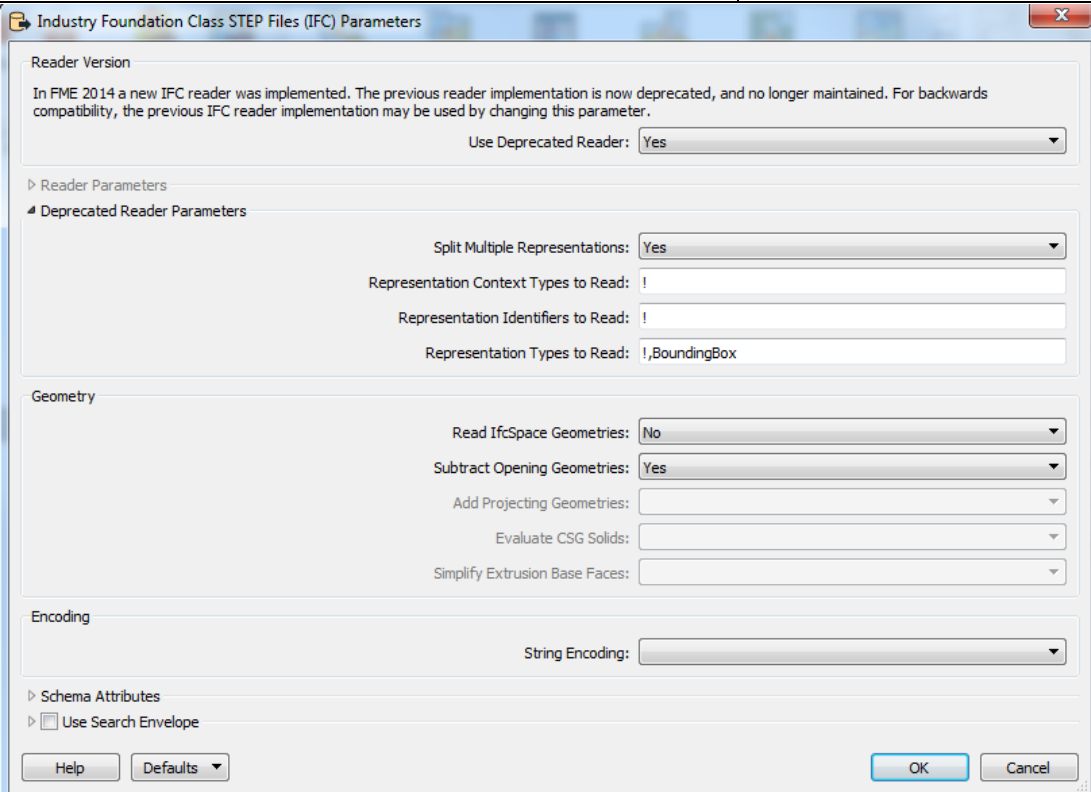 Industry Foundation Class STEP Files (IFC) Parameters
X
Reader Version
In FME 2014 a new IFC reader was implemented. The previous reader implementation is now deprecated, and no longer maintained. For backwards
compatibility, the previous IFC reader implementation may be used by changing this parameter.
Use Deprecated Reader: Yes
Reader Parameters
Deprecated Reader Parameters
Split Multiple Representations: Yes
Representation Context Types to Read: !
Representation Identifiers to Read: !
Representation Types to Read: !,BoundingBox
Geometry
Read IfcSpace Geometries: No
Subtract Opening Geometries: Yes
Add Projecting Geometries:
Evaluate CSG Solids:
Simplify Extrusion Base Faces:
Encoding
String Encoding:
Schema Attributes
Use Search Envelope
Help Defaults OK Cancel